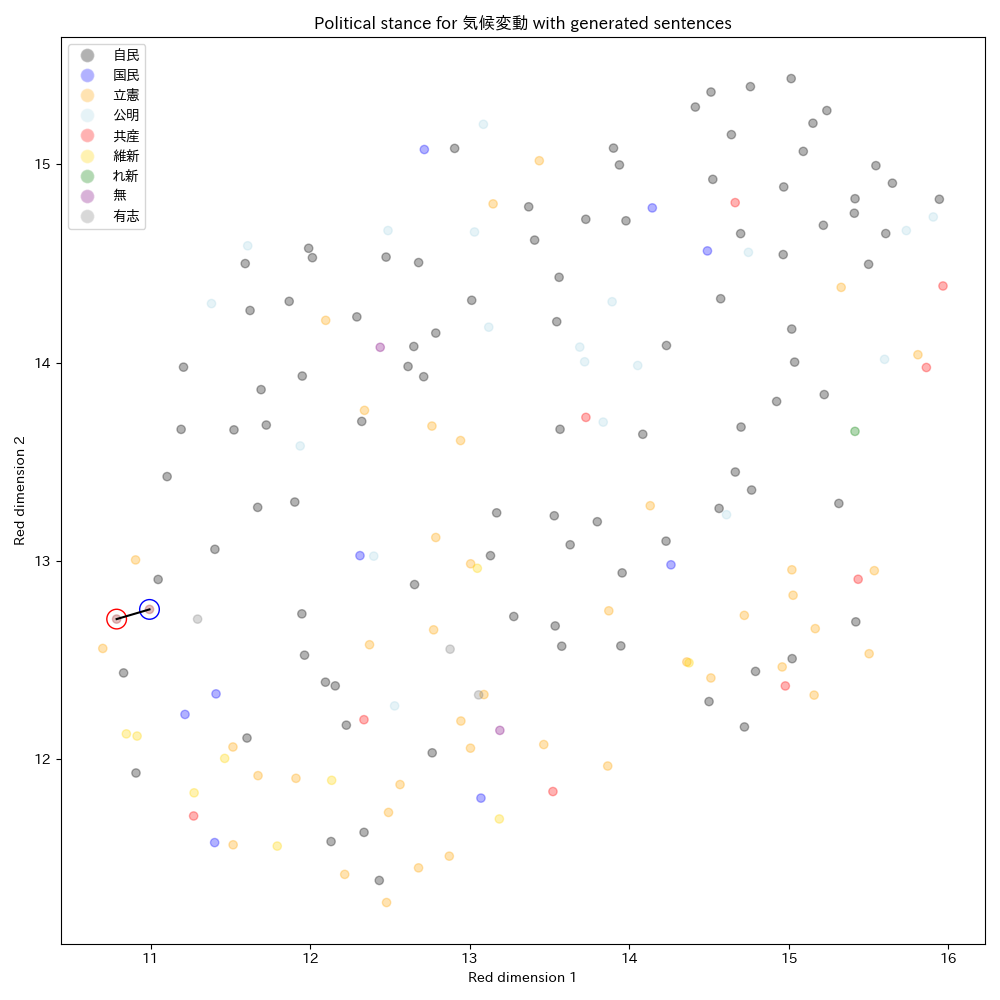 Political stance for 気候変動 with generated sentences
自民
国民
立憲
公明
共産
維新
れ新
無
有志
15
14
13
12
Red dimension 2
11 12 13 14 15 16
Red dimension 1